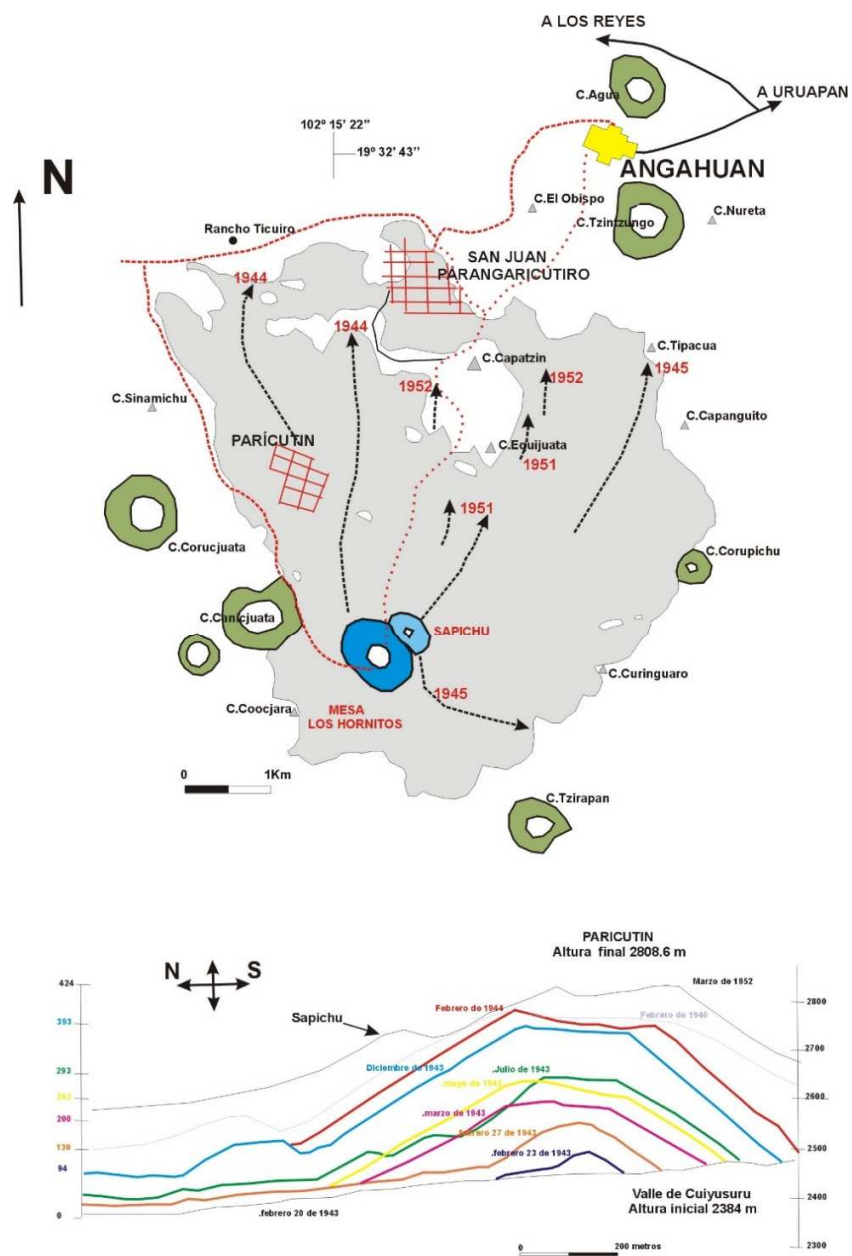 A LOS REYES
C.Agua
A URUAPAN
102º 15' 22"
19º 32' 43"
N
ANGAHUAN
C.El Obispo
C.Tzintzungo
C.Nureta
Rancho Ticuiro
SAN JUAN
PARANGARICÚTIRO
1944
1944
C.Capatzin
C.Tipacua
1945
1952
1952
C.Sinamichu
C.Capanguito
PARÍCUTIN
C.Equijuata
1951
1951
C.Corucjuata
C.Corupichu
C.Canicjuata
SAPICHU
C.Curinguaro
1945
MESA
LOS HORNITOS
C.Coocjara
0 1Km
C.Tzirapan
PARICUTIN
Altura final 2808.6 m
N S
Marzo de 1952
424
2800
Sapichu
Febrero de 1944
Febrero de 1946
393
2700
Diciembre de 1943
.Julio de 1943
293
.mayo de 1943
262
2600
.marzo de 1943
200
.febrero 27 de 1943
139
2500
.febrero 23 de 1943
94
Valle de Cuiyusuru
Altura inicial 2384 m
2400
0
.febrero 20 de 1943
2300
0 200 metros